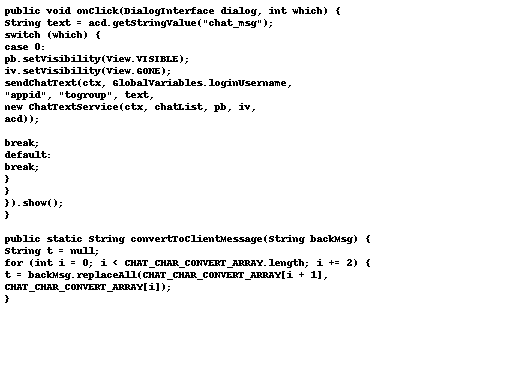 public void onClick(DialogInterface dialog, int which) {
String text = acd.getStringValue("chat_msg");
switch (which) {
case 0:
pb.setVisibility(View.VISIBLE);
iv.setVisibility(View.GONE);
sendChatText(ctx, GlobalVariables.loginUsername,
"appid", "togroup", text,
new ChatTextService(ctx, chatList, pb, iv,
acd));

break;
default:
break;
}
}
}).show();
}

public static String convertToClientMessage(String backMsg) {
String t = null;
for (int i = 0; i < CHAT_CHAR_CONVERT_ARRAY.length; i += 2) {
t = backMsg.replaceAll(CHAT_CHAR_CONVERT_ARRAY[i + 1],
CHAT_CHAR_CONVERT_ARRAY[i]);
}